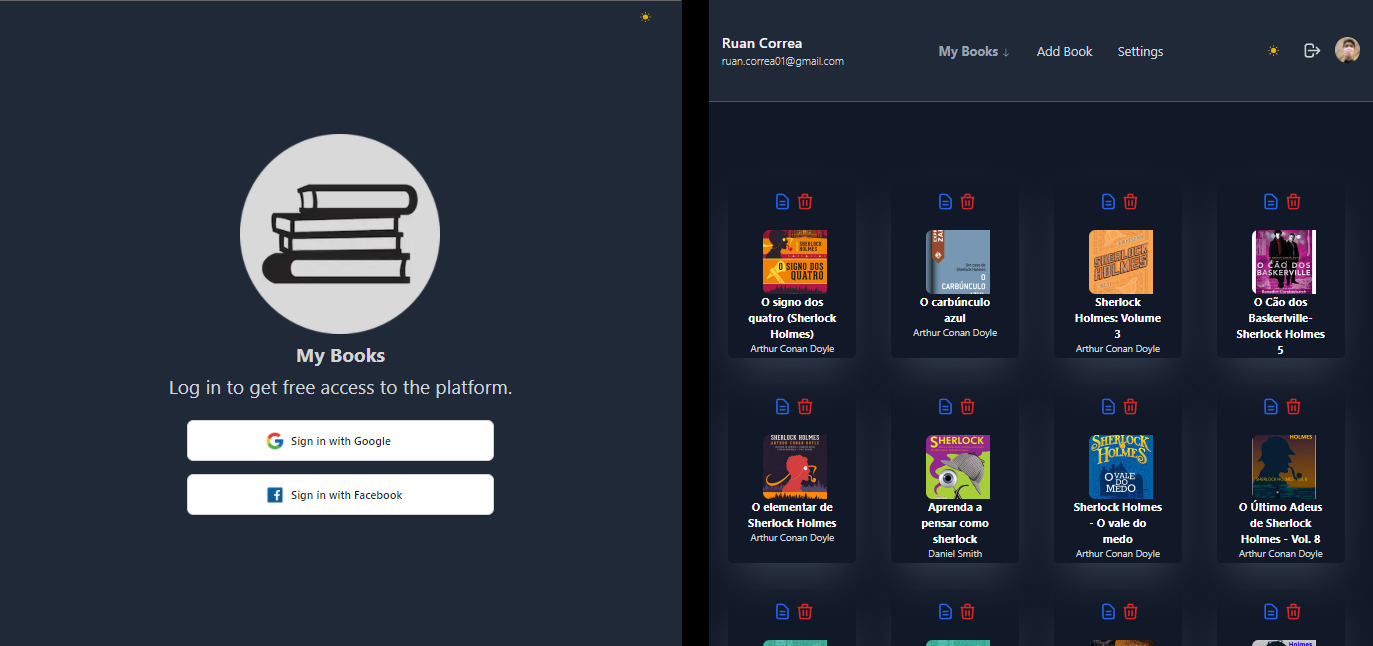 My Books
Log in to get free access to the platform.
Sign in with Google
Sign in with Facebook
Ruan Correa
ruan.correa01@gmail.com
My Books ↓
Add Book
Settings
SHERLOCK
HOLMES
O SIGNO DOS
QUATRO
O signo dos
quatro (Sherlock
Holmes)
Arthur Conan Doyle
O
CARBÚNCULO
O carbúnculo
azul
Arthur Conan Doyle
SHERLOCK
HOLMES
Sherlock
Holmes: Volume
3
Arthur Conan Doyle
O CÃO DOS
BASKERVILLE
O Cão dos
Baskerlville-
Sherlock Holmes
5
SHERLOCK HOLMES
O elementar de
Sherlock Holmes
Arthur Conan Doyle
SHERLOCK
Aprenda a
pensar como
sherlock
Daniel Smith
SHERLOCK
HOLMES
O VALE
DO
MEDO
Sherlock Holmes
- O vale do
medo
Arthur Conan Doyle
HOLMES
SHERLOCK HOLMES - VOL. 8
O Último Adeus
de Sherlock
Holmes - Vol. 8
Arthur Conan Doyle
Holmes